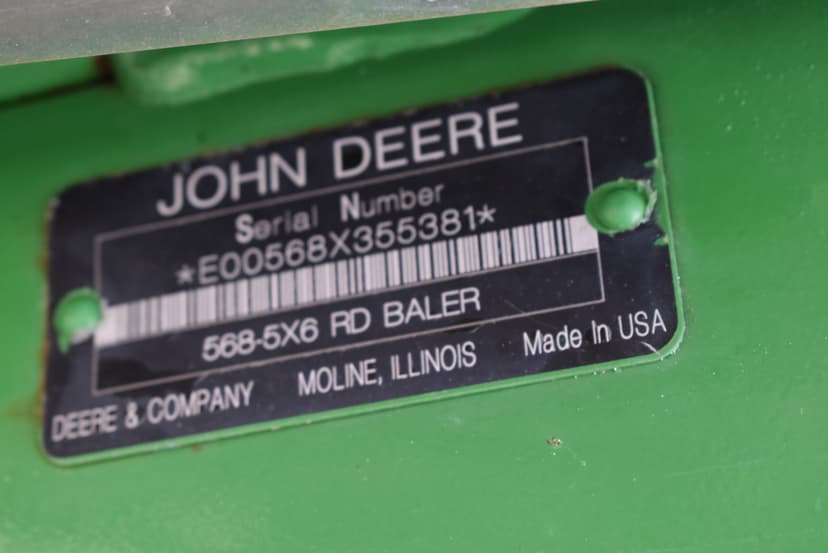 JOHN DEERE
Serial Number
*E00568X355381*
568-5X6 RD BALER
DEERE & COMPANY MOLINE, ILLINOIS Made In USA